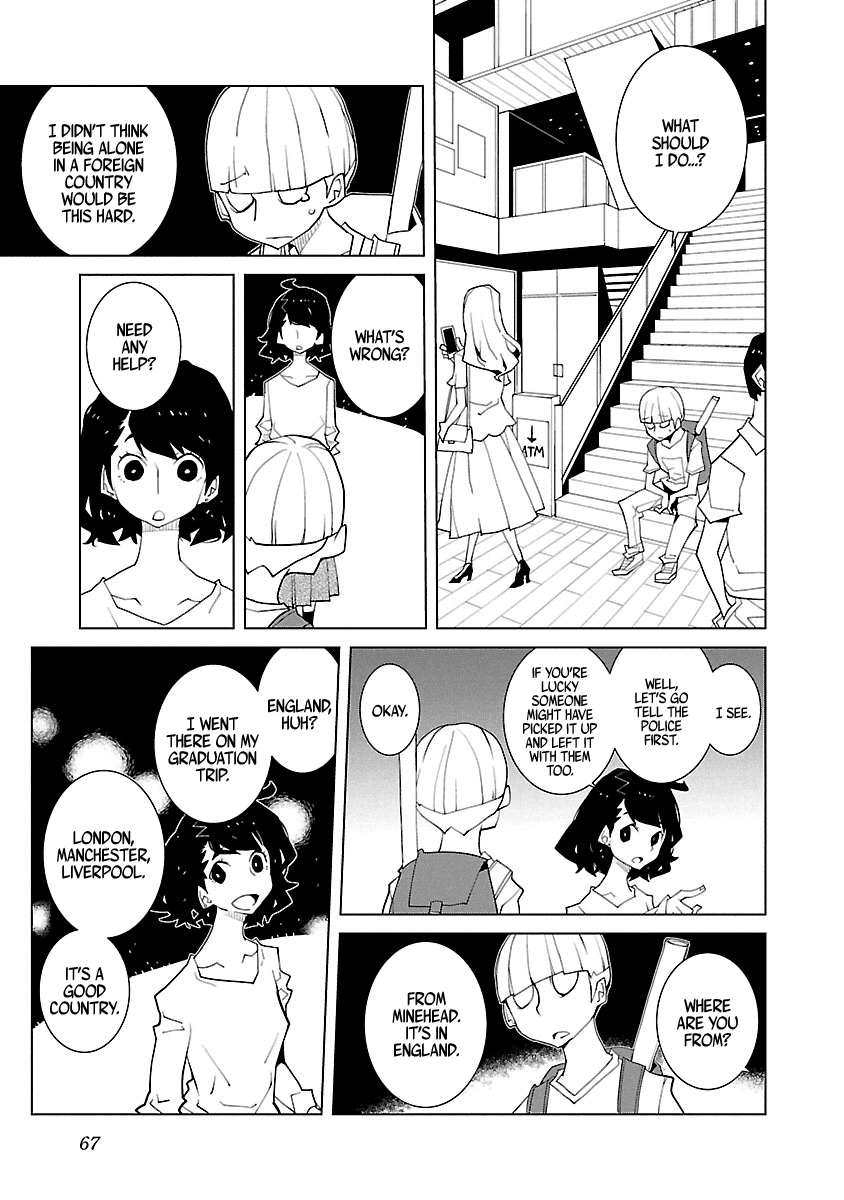 WHAT
SHOULD
I DO...?
↓
ATM
I DIDN'T THINK
BEING ALONE
IN A FOREIGN
COUNTRY
WOULD BE
THIS HARD.
WHAT'S
WRONG?
NEED
ANY
HELP?
I SEE.
WELL,
LET'S GO
TELL THE
POLICE
FIRST.
IF YOU'RE
LUCKY
SOMEONE
MIGHT HAVE
PICKED IT UP
AND LEFT IT
WITH THEM
TOO.
OKAY.
WHERE
ARE YOU
FROM?
FROM
MINEHEAD.
IT'S IN
ENGLAND.
ENGLAND,
HUH?
I WENT
THERE ON MY
GRADUATION
TRIP.
LONDON,
MANCHESTER,
LIVERPOOL.
IT'S A
GOOD
COUNTRY.
67